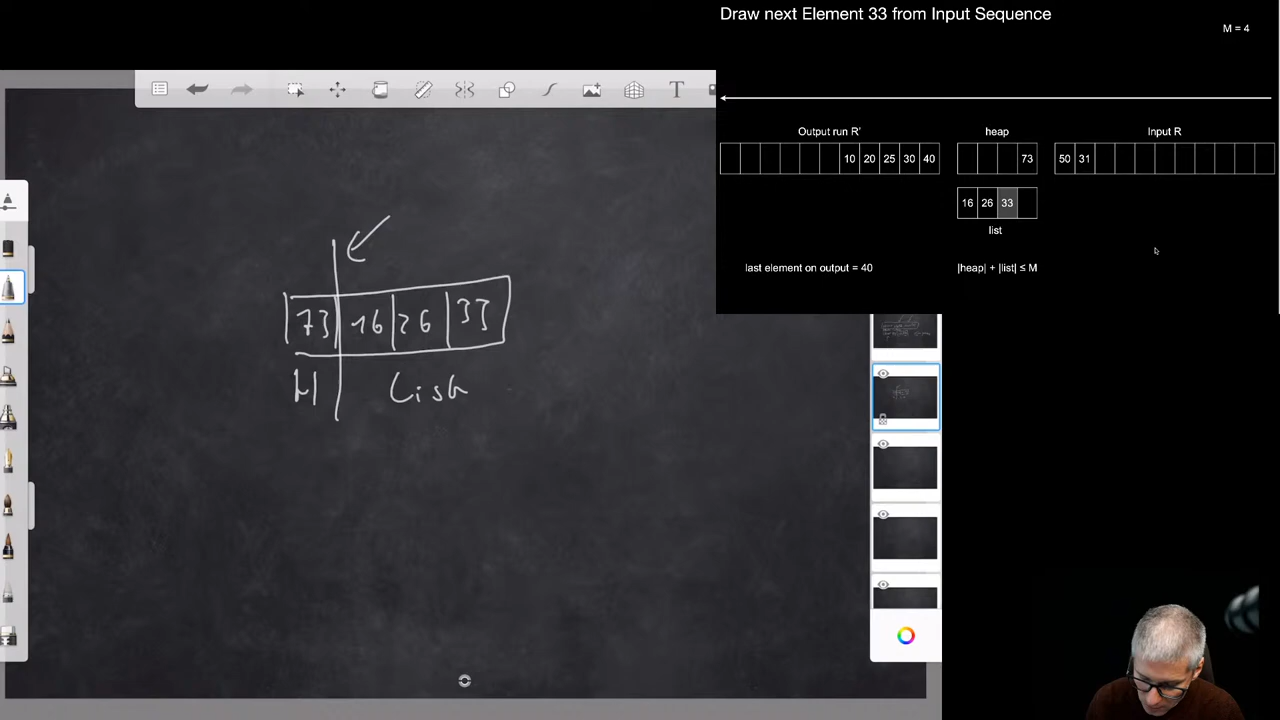 Draw next Element 33 from Input Sequence
M = 4
Output run R' heap Input R
10 20 25 30 40 73 50 31
16 26 33
list
last element on output = 40 |heap| + |list| ≤ M
T
73 16 26 33
H List